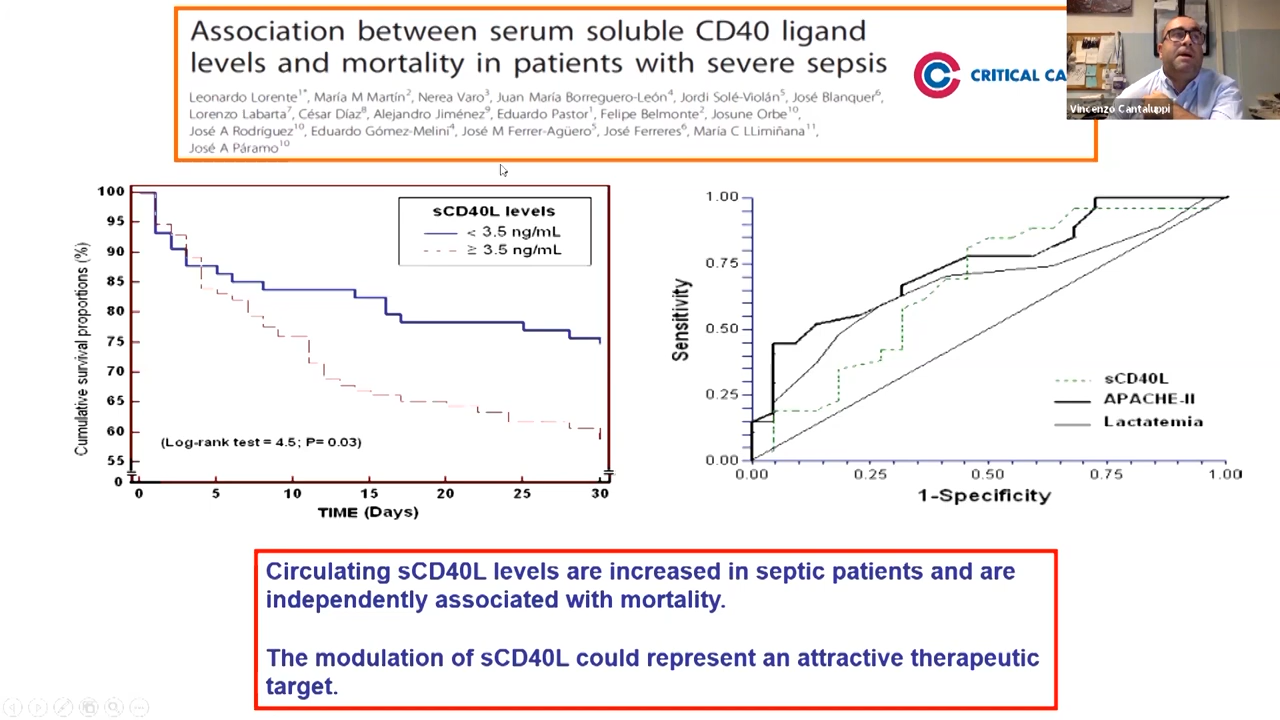 Association between serum soluble CD40 ligand
levels and mortality in patients with severe sepsis
CRITICAL CA
Leonardo Lorente1*, María M Martín2, Nerea Varo3, Juan María Borreguero-León4, Jordi Solé-Violán5, José Blanquer6,
Lorenzo Labarta7, César Díaz8, Alejandro Jiménez9, Eduardo Pastor1, Felipe Belmonte2, Josune Orbe10,
José A Rodríguez10, Eduardo Gómez-Melini4, José M Ferrer-Agüero5, José Ferreres6, María C LLimiñana11,
José A Páramo10
Vincenzo Cantaluppi
Cumulative survival proportions (%)
100
95
90
85
80
75
70
65
60
55
0
sCD40L levels
< 3.5 ng/mL
≥ 3.5 ng/mL
(Log-rank test = 4.5; P= 0.03)
0 5 10 15 20 25 30
TIME (Days)
Sensitivity
1.00
0.75
0.50
0.25
0.00
sCD40L
APACHE-II
Lactatemia
0.00 0.25 0.50 0.75 1.00
1-Specificity
Circulating sCD40L levels are increased in septic patients and are
independently associated with mortality.
The modulation of sCD40L could represent an attractive therapeutic
target.